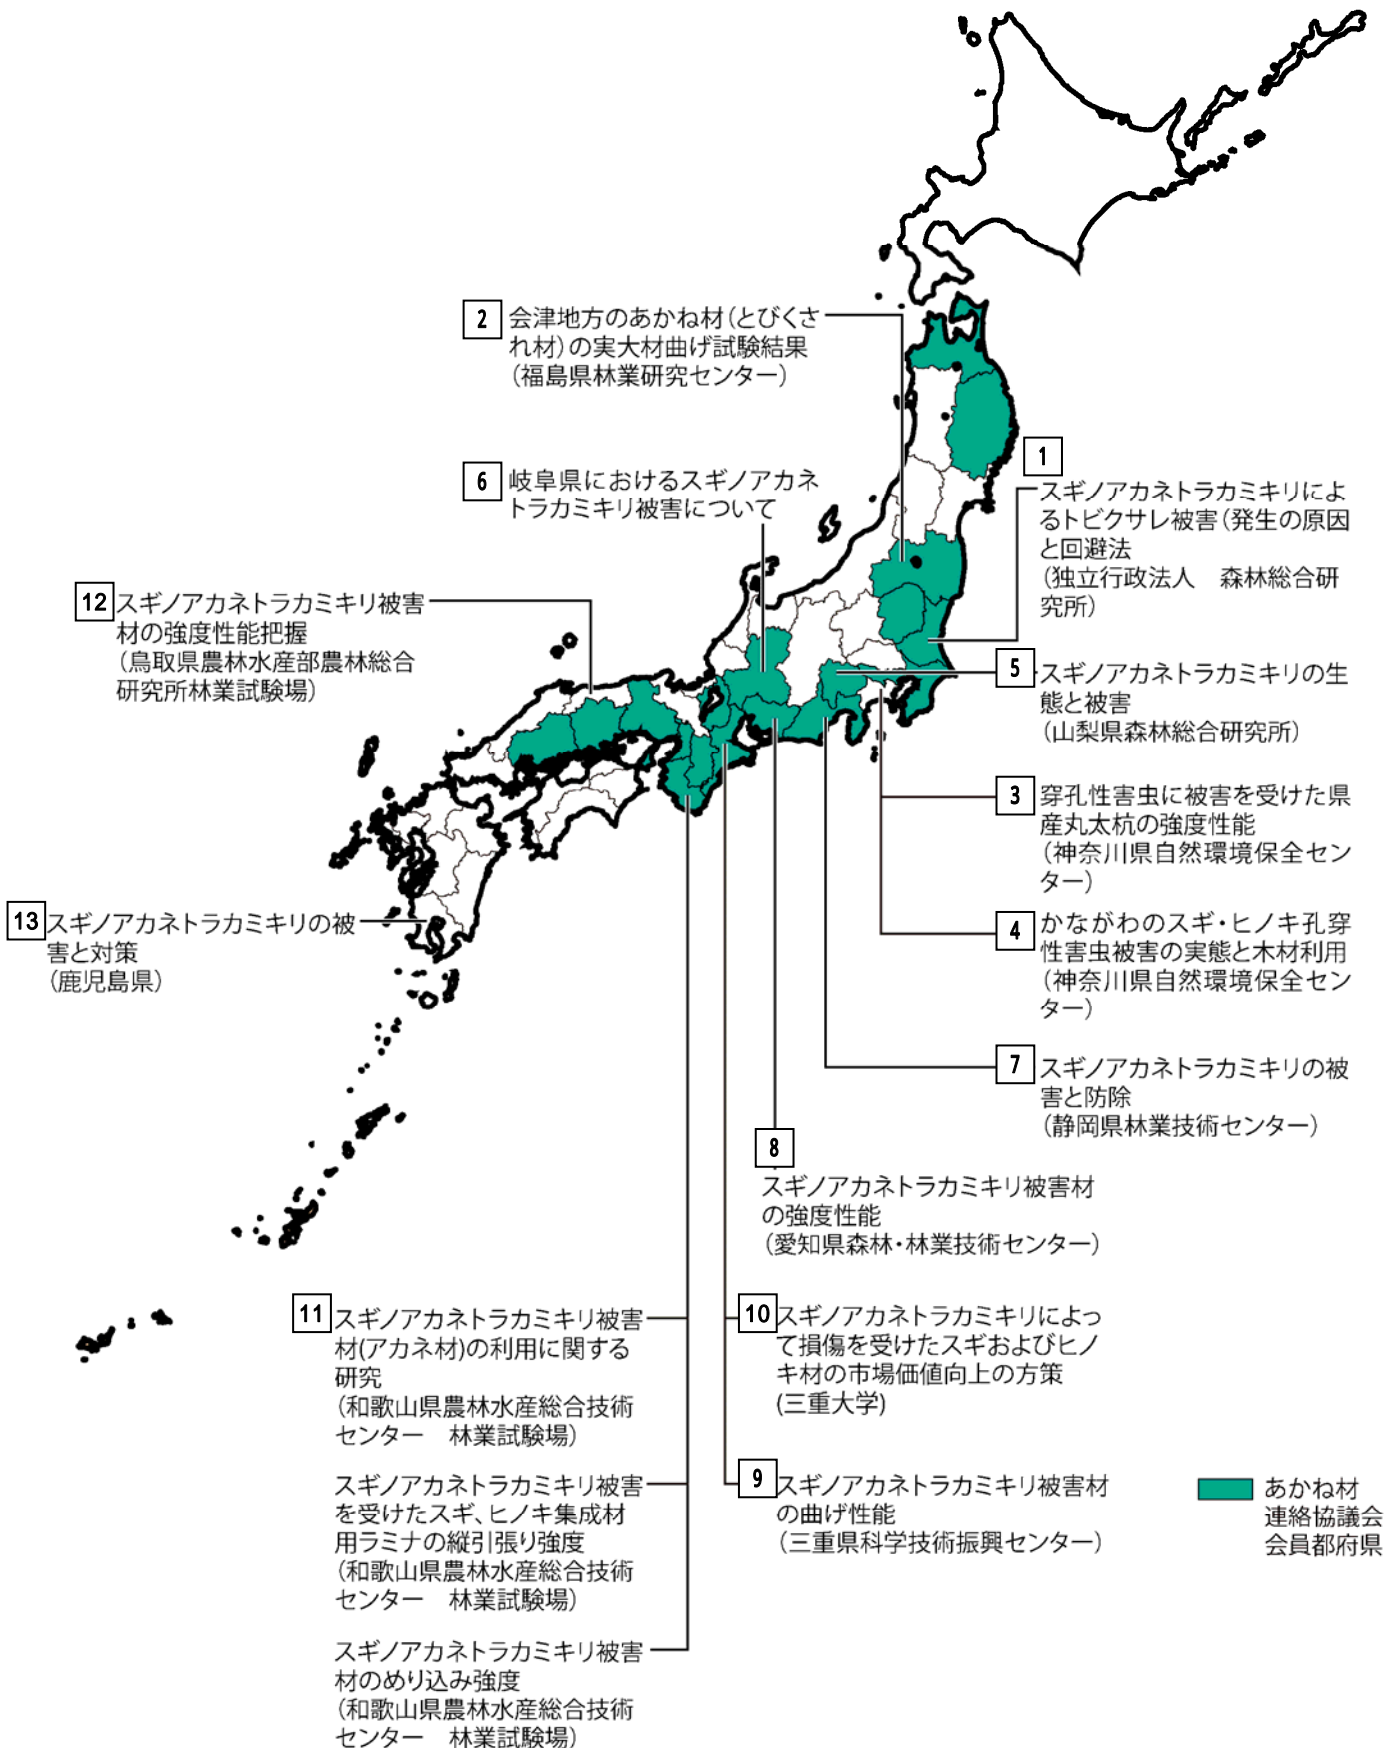 2
会津地方のあかね材（とびくさ
れ材）の実大材曲げ試験結果
（福島県林業研究センター）
6
岐阜県におけるスギノアカネ
トラカミキリ被害について
1
スギノアカネトラカミキリによ
るトビクサレ被害（発生の原因
と回避法
（独立行政法人　森林総合研
究所）
12
スギノアカネトラカミキリ被害
材の強度性能把握
（鳥取県農林水産部農林総合
研究所林業試験場）
5
スギノアカネトラカミキリの生
態と被害
（山梨県森林総合研究所）
3
穿孔性害虫に被害を受けた県
産丸太杭の強度性能
（神奈川県自然環境保全セン
ター）
13
スギノアカネトラカミキリの被
害と対策
（鹿児島県）
4
かながわのスギ・ヒノキ孔穿
性害虫被害の実態と木材利用
（神奈川県自然環境保全セン
ター）
7
スギノアカネトラカミキリの被
害と防除
（静岡県林業技術センター）
8
スギノアカネトラカミキリ被害材
の強度性能
（愛知県森林・林業技術センター）
11
スギノアカネトラカミキリ被害
材(アカネ材)の利用に関する
研究
（和歌山県農林水産総合技術
センター　林業試験場）
スギノアカネトラカミキリ被害
を受けたスギ、ヒノキ集成材
用ラミナの縦引張り強度
（和歌山県農林水産総合技術
センター　林業試験場）
スギノアカネトラカミキリ被害
材のめり込み強度
（和歌山県農林水産総合技術
センター　林業試験場）
10
スギノアカネトラカミキリによっ
て損傷を受けたスギおよびヒノ
キ材の市場価値向上の方策
(三重大学)
9
スギノアカネトラカミキリ被害材
の曲げ性能
（三重県科学技術振興センター）
あかね材
連絡協議会
会員都府県